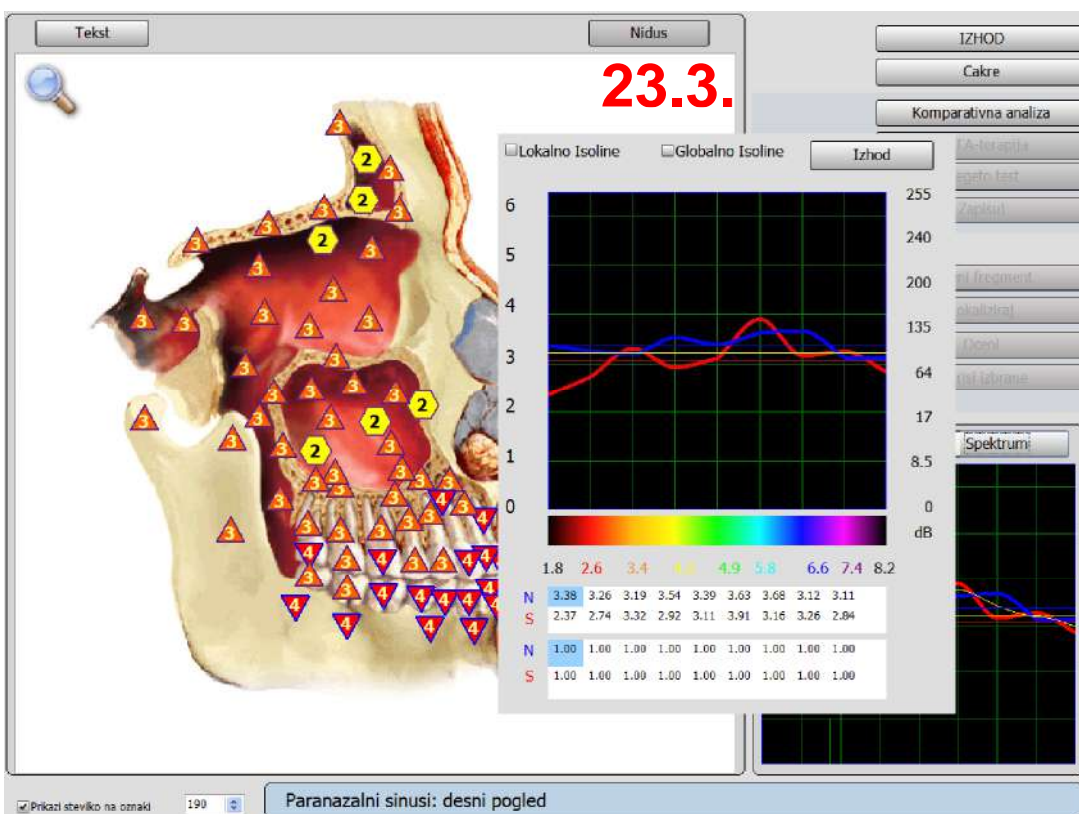 Tekst
Nidus
23.3.
IZHOD
Cakre
Komparativna analiza
Lokalno Isoline
Globalno Isoline
Izhod
6
5
4
3
2
1
0
255
240
200
135
64
17
8.5
0
dB
1.8 2.6 3.4 4.9 5.8 6.6 7.4 8.2
N 3.38 3.26 3.19 3.54 3.39 3.63 3.68 3.12 3.11
S 2.37 2.74 3.32 2.92 3.11 3.91 3.16 3.26 2.84
N 1.00 1.00 1.00 1.00 1.00 1.00 1.00 1.00 1.00
S 1.00 1.00 1.00 1.00 1.00 1.00 1.00 1.00 1.00
Spektrum
Prikazi stevilko na oznaki
190
Paranazalni sinusi: desni pogled